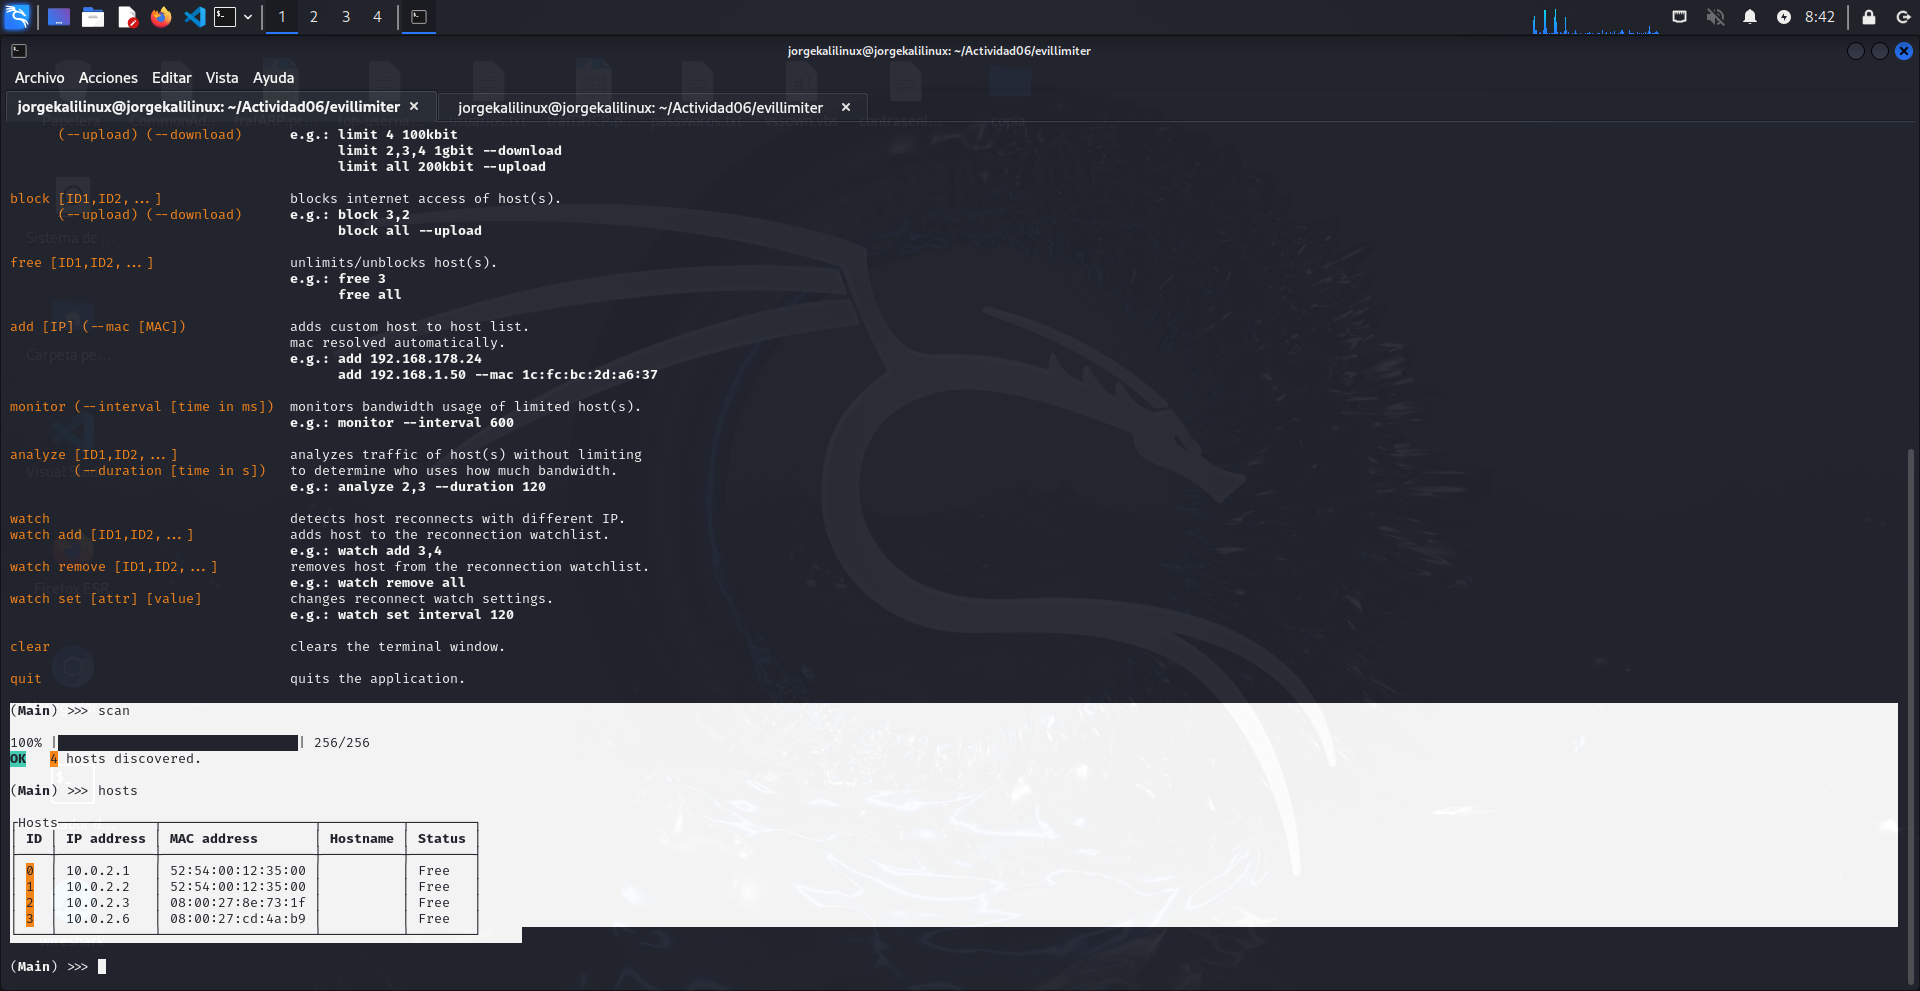 1 2 3 4 8:42
jorgekalilinux@jorgekalilinux: ~/Actividad06/evillimiter
Archivo Acciones Editar Vista Ayuda
jorgekalilinux@jorgekalilinux: ~/Actividad06/evillimiter × jorgekalilinux@jorgekalilinux: ~/Actividad06/evillimiter ×
(--upload) (--download) e.g.: limit 4 100kbit
limit 2,3,4 1gbit --download
limit all 200kbit --upload
block [ID1,ID2,...] blocks internet access of host(s).
(--upload) (--download) e.g.: block 3,2
block all --upload
Sistema de ...
free [ID1,ID2,...] unlimits/unblocks host(s).
e.g.: free 3
free all
add [IP] (--mac [MAC]) adds custom host to host list.
mac resolved automatically.
Carpeta pe...
e.g.: add 192.168.178.24
add 192.168.1.50 --mac 1c:fc:bc:2d:a6:37
monitor (--interval [time in ms]) monitors bandwidth usage of limited host(s).
e.g.: monitor --interval 600
analyze [ID1,ID2,...] analyzes traffic of host(s) without limiting
(--duration [time in s]) to determine who uses how much bandwidth.
e.g.: analyze 2,3 --duration 120
watch detects host reconnects with different IP.
watch add [ID1,ID2,...] adds host to the reconnection watchlist.
e.g.: watch add 3,4
watch remove [ID1,ID2,...] removes host from the reconnection watchlist.
Firefox ESR
e.g.: watch remove all
watch set [attr] [value] changes reconnect watch settings.
e.g.: watch set interval 120
clear clears the terminal window.
quit quits the application.
(Main) >>> scan
100% | | 256/256
OK 4 hosts discovered.
(Main) >>> hosts
Hosts
ID IP address MAC address Hostname Status
0 10.0.2.1 52:54:00:12:35:00 Free
1 10.0.2.2 52:54:00:12:35:00 Free
2 10.0.2.3 08:00:27:8e:73:1f Free
3 10.0.2.6 08:00:27:cd:4a:b9 Free
(Main) >>>